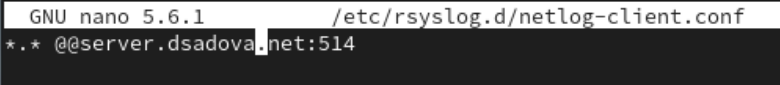 GNU nano 5.6.1 /etc/rsyslog.d/netlog-client.conf
*.* @@server.dsadova.net:514